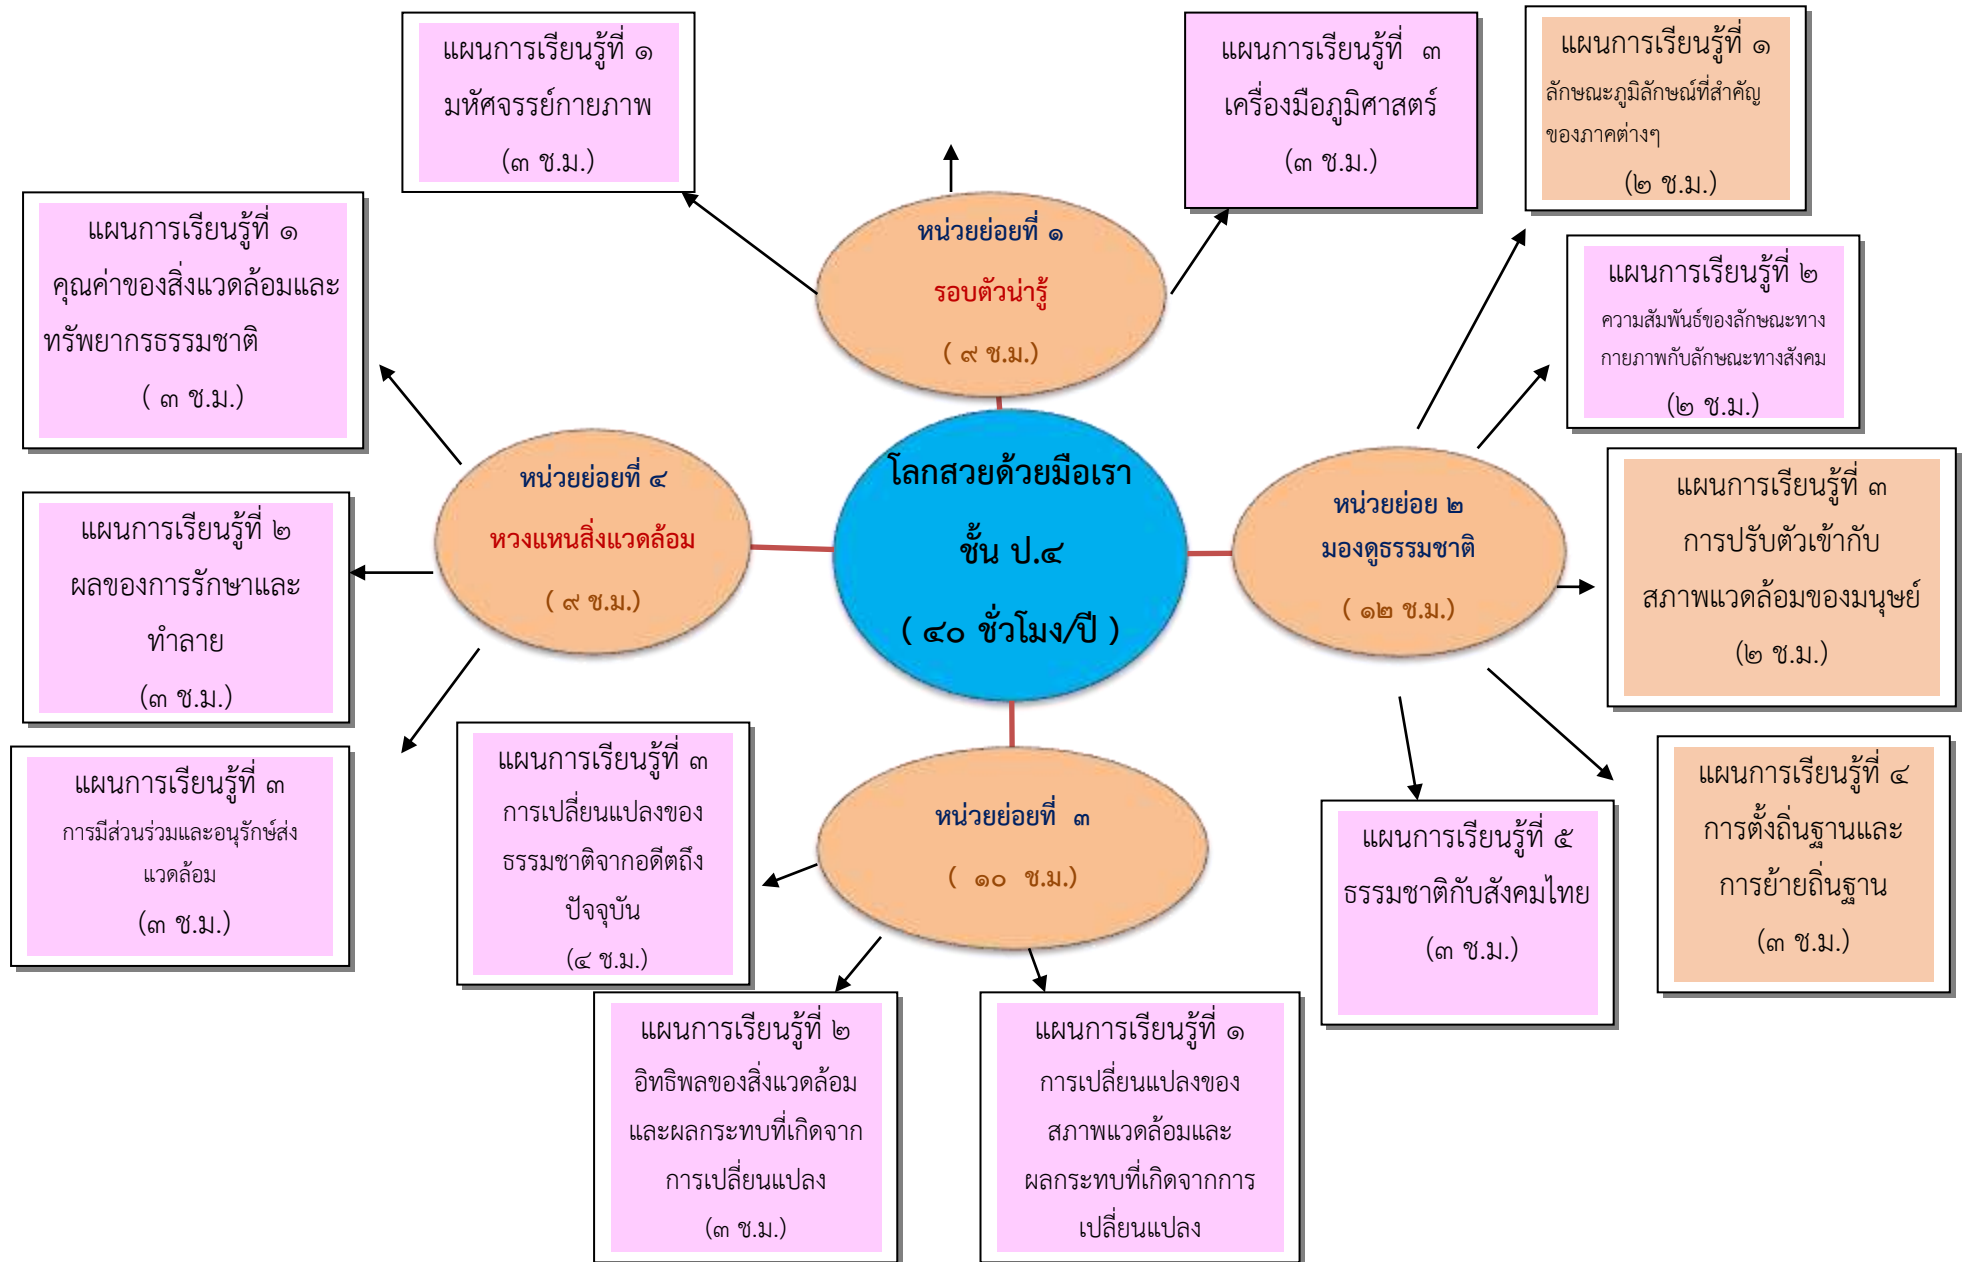 แผนการเรียนรู้ที่ ๑
มหัศจรรย์กายภาพ
(๓ ช.ม.)
แผนการเรียนรู้ที่ ๓
เครื่องมือภูมิศาสตร์
(๓ ช.ม.)
แผนการเรียนรู้ที่ ๑
ลักษณะภูมิลักษณ์ที่สำคัญ
ของภาคต่างๆ
(๒ ช.ม.)
แผนการเรียนรู้ที่ ๑
คุณค่าของสิ่งแวดล้อมและ
ทรัพยากรธรรมชาติ
( ๓ ช.ม.)
หน่วยย่อยที่ ๑
รอบตัวน่ารู้
( ๙ ช.ม.)
แผนการเรียนรู้ที่ ๒
ความสัมพันธ์ของลักษณะทาง
กายภาพกับลักษณะทางสังคม
(๒ ช.ม.)
หน่วยย่อยที่ ๔
หวงแหนสิ่งแวดล้อม
( ๙ ช.ม.)
โลกสวยด้วยมือเรา
ชั้น ป.๔
( ๔๐ ชั่วโมง/ปี )
หน่วยย่อย ๒
มองดูธรรมชาติ
( ๑๒ ช.ม.)
แผนการเรียนรู้ที่ ๓
การปรับตัวเข้ากับ
สภาพแวดล้อมของมนุษย์
(๒ ช.ม.)
แผนการเรียนรู้ที่ ๒
ผลของการรักษาและ
ทำลาย
(๓ ช.ม.)
แผนการเรียนรู้ที่ ๓
การมีส่วนร่วมและอนุรักษ์ส่ง
แวดล้อม
(๓ ช.ม.)
แผนการเรียนรู้ที่ ๓
การเปลี่ยนแปลงของ
ธรรมชาติจากอดีตถึง
ปัจจุบัน
(๔ ช.ม.)
หน่วยย่อยที่ ๓
( ๑๐ ช.ม.)
แผนการเรียนรู้ที่ ๕
ธรรมชาติกับสังคมไทย
(๓ ช.ม.)
แผนการเรียนรู้ที่ ๔
การตั้งถิ่นฐานและ
การย้ายถิ่นฐาน
(๓ ช.ม.)
แผนการเรียนรู้ที่ ๒
อิทธิพลของสิ่งแวดล้อม
และผลกระทบที่เกิดจาก
การเปลี่ยนแปลง
(๓ ช.ม.)
แผนการเรียนรู้ที่ ๑
การเปลี่ยนแปลงของ
สภาพแวดล้อมและ
ผลกระทบที่เกิดจากการ
เปลี่ยนแปลง